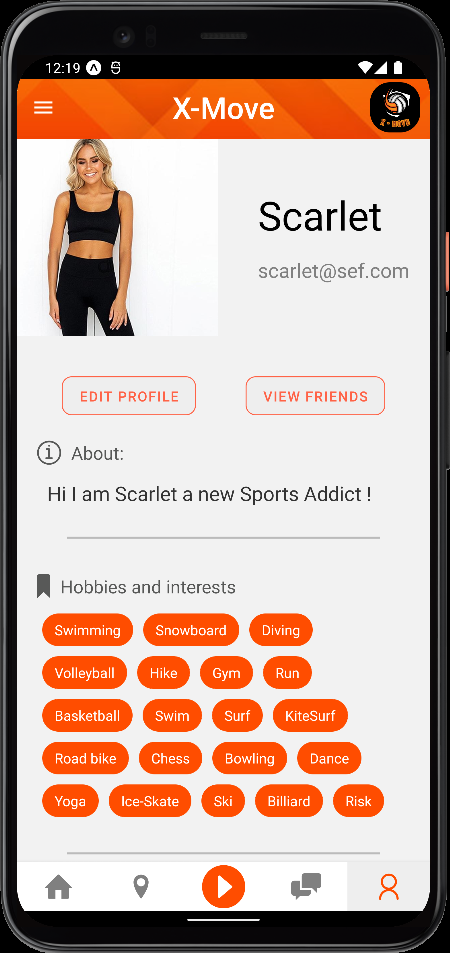 12:19
X-Move
Scarlet
scarlet@sef.com
EDIT PROFILE
VIEW FRIENDS
About:
Hi I am Scarlet a new Sports Addict !
Hobbies and interests
Swimming Snowboard Diving
Volleyball Hike Gym Run
Basketball Swim Surf KiteSurf
Road bike Chess Bowling Dance
Yoga Ice-Skate Ski Billiard Risk